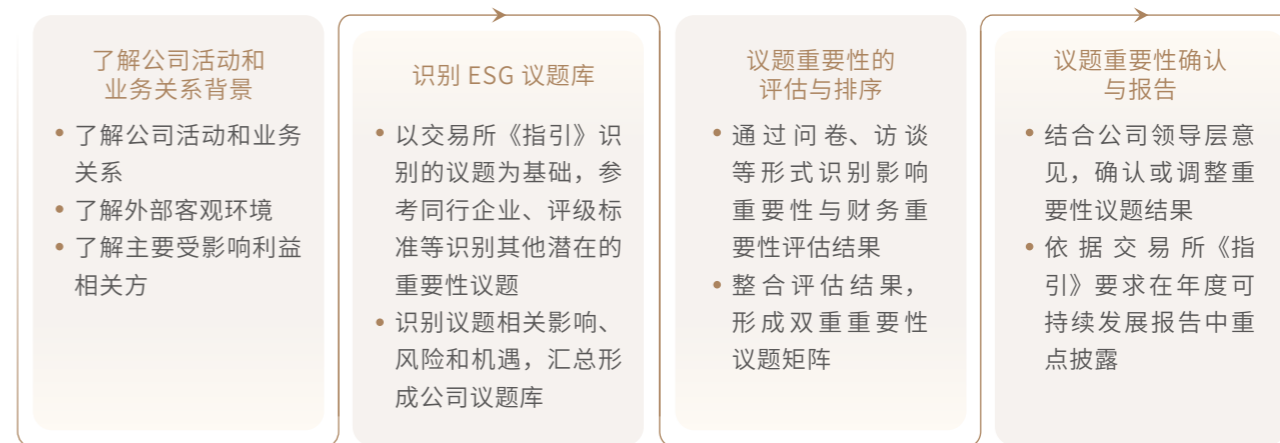 了解公司活动和
业务关系背景
了解公司活动和业务
关系
了解外部客观环境
了解主要受影响利益
相关方
识别 ESG 议题库
以交易所《指引》识
别的议题为基础，参
考同行企业、评级标
准等识别其他潜在的
重要性议题
识别议题相关影响、
风险和机遇，汇总形
成公司议题库
议题重要性的
评估与排序
通过问卷、访谈
等形式识别影响
重要性与财务重
要性评估结果
整合评估结果，
形成双重重要性
议题矩阵
议题重要性确认
与报告
结合公司领导层意
见，确认或调整重
要性议题结果
依据交易所《指
引》要求在年度可
持续发展报告中重
点披露